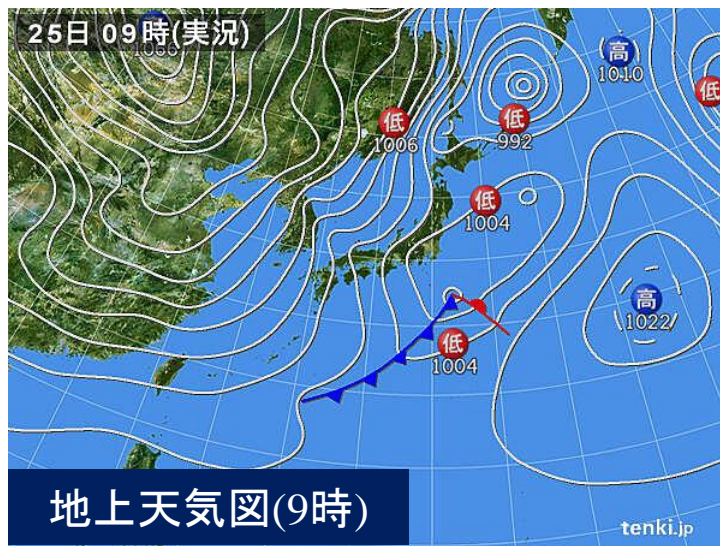 25日 09時(実況)
高
1010
低
低
1006
低
992
低
1004
高
1022
低
1004
地上天気図(9時)
tenki.jp